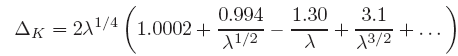 Δ_K = 2λ^{1/4} ( 1.0002 + 0.994/λ^{1/2} − 1.30/λ + 3.1/λ^{3/2} + ... )